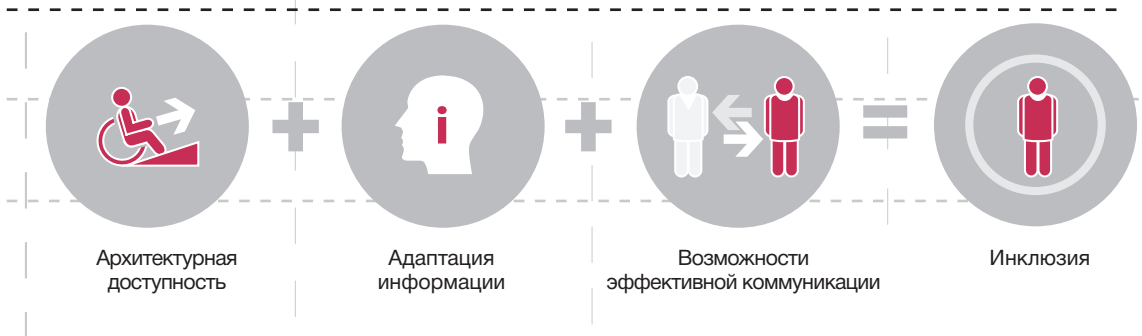 i
Архитектурная
доступность
Адаптация
информации
Возможности
эффективной коммуникации
Инклюзия